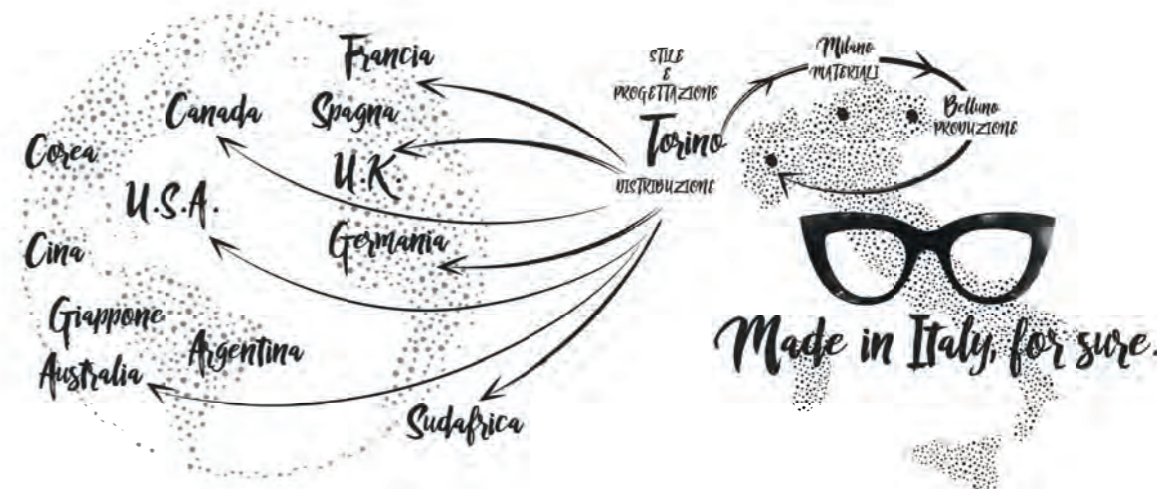 Francia
Canada
Spagna
Corea
U.K.
U.S.A.
Germania
Cina
Giappone
Argentina
Australia
Sudafrica
STILE
E
PROGETTAZIONE
Torino
DISTRIBUZIONE
Milano
MATERIALI
Belluno
PRODUZIONE
Made in Italy, for sure.